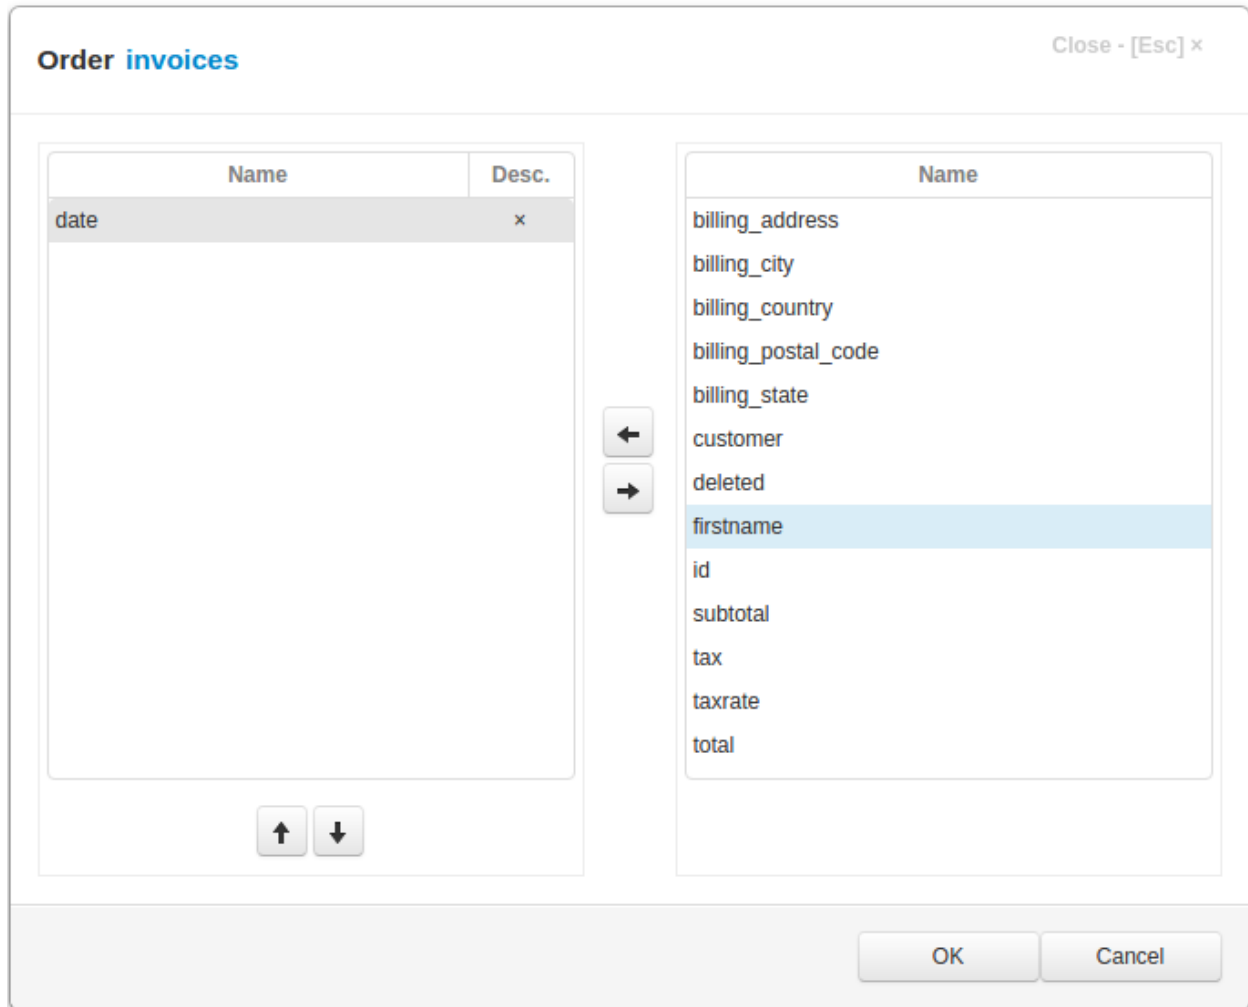 Order invoices
Close - [Esc] ×
Name Desc.
date ×
Name
billing_address
billing_city
billing_country
billing_postal_code
billing_state
customer
deleted
firstname
id
subtotal
tax
taxrate
total
OK
Cancel